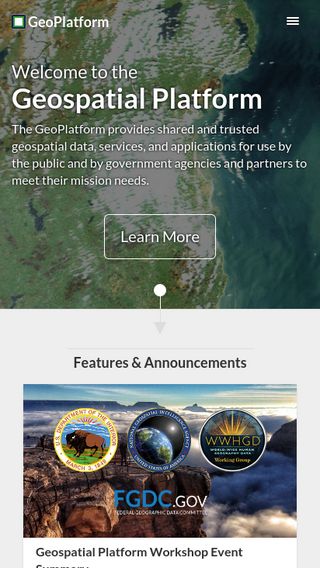 GeoPlatform
Welcome to the
Geospatial Platform
The GeoPlatform provides shared and trusted
geospatial data, services, and applications for use by
the public and by government agencies and partners to
meet their mission needs.
Learn More
Features & Announcements
U.S. DEPARTMENT OF THE INTERIOR
MARCH 3, 1849
NATIONAL GEOSPATIAL-INTELLIGENCE AGENCY
UNITED STATES OF AMERICA
WWHGD
WORLD-WIDE HUMAN
GEOGRAPHY DATA
Working Group
FGDC.GOV
FEDERAL GEOGRAPHIC DATA COMMITTEE
Geospatial Platform Workshop Event
Summary